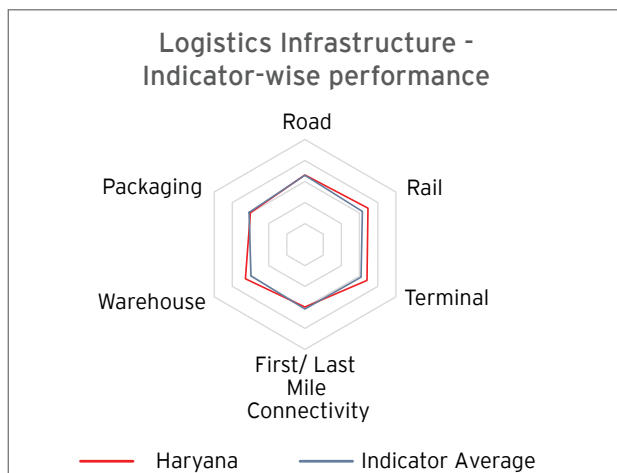 Logistics Infrastructure -
Indicator-wise performance
Road
Packaging
Rail
Warehouse
Terminal
First/ Last
Mile
Connectivity
Haryana
Indicator Average